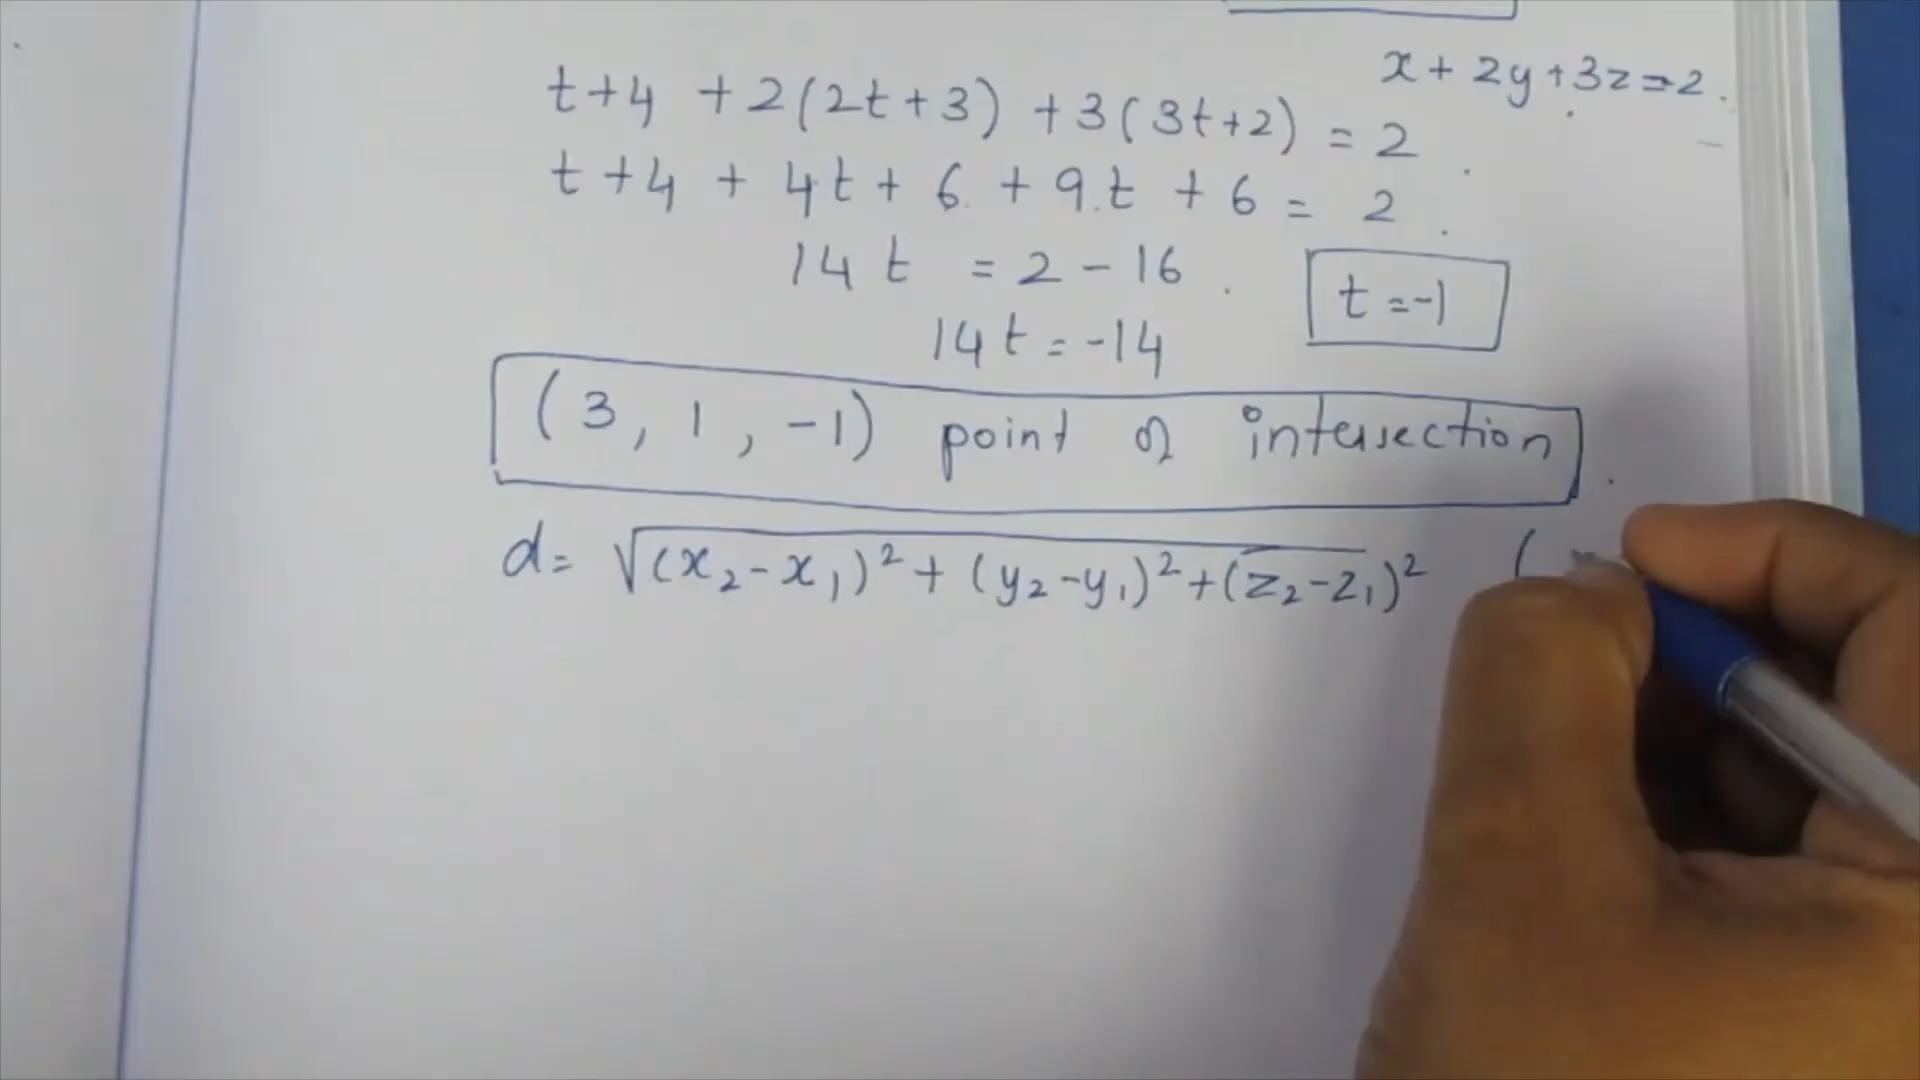 x + 2y + 3z = 2.
t+4 + 2(2t+3) + 3(3t+2) = 2
t+4 + 4t + 6 + 9t + 6 = 2
14t = 2 - 16
t = -1
14t = -14
(3, 1, -1) point of intersection
d = √(x₂-x₁)² + (y₂-y₁)² + (z₂-z₁)² (